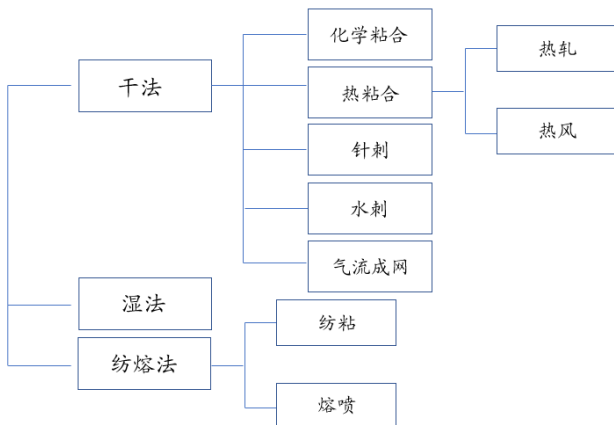 化学粘合
干法
热粘合
热轧
热风
针刺
水刺
气流成网
湿法
纺粘
纺熔法
熔喷